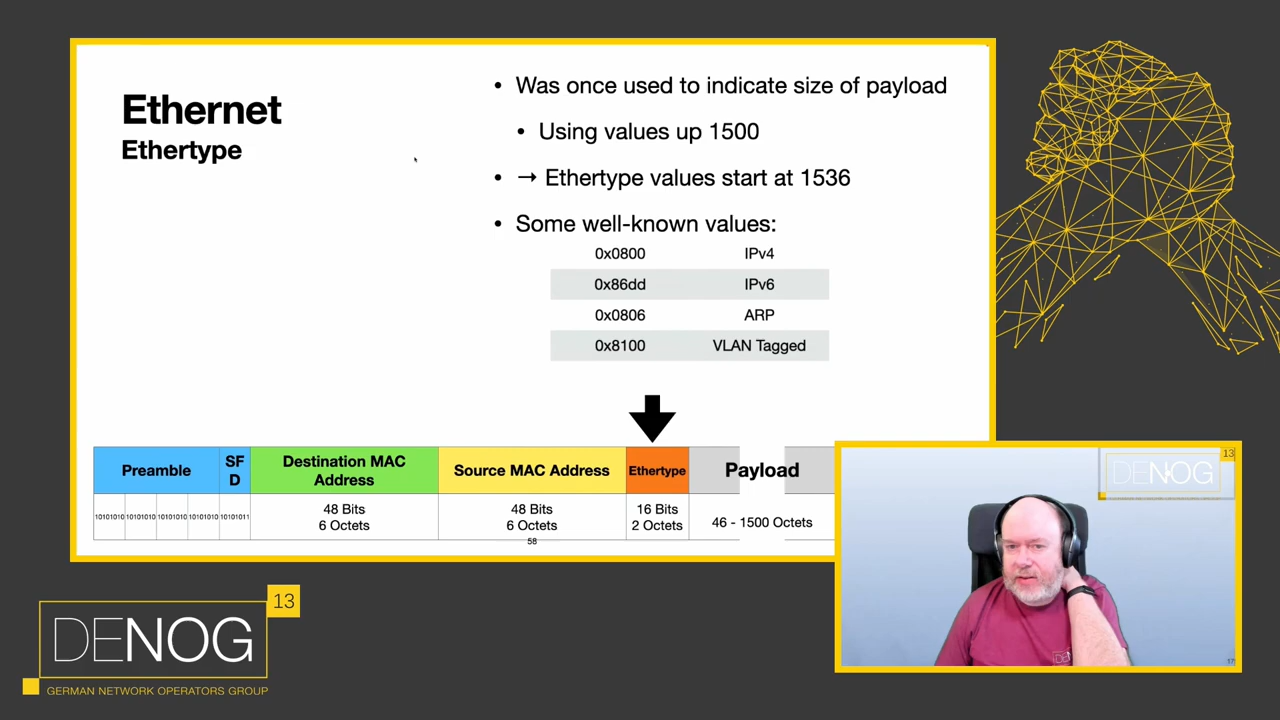 Ethernet
Ethertype
• Was once used to indicate size of payload
• Using values up 1500
• → Ethertype values start at 1536
• Some well-known values:
0x0800 IPv4
0x86dd IPv6
0x0806 ARP
0x8100 VLAN Tagged
Preamble
SF
D
Destination MAC
Address
Source MAC Address
Ethertype
Payload
10101010 10101010 10101010 10101010 10101011
48 Bits
6 Octets
48 Bits
6 Octets
16 Bits
2 Octets
46 - 1500 Octets
58
DENOG
13
17
DENOG
13
GERMAN NETWORK OPERATORS GROUP